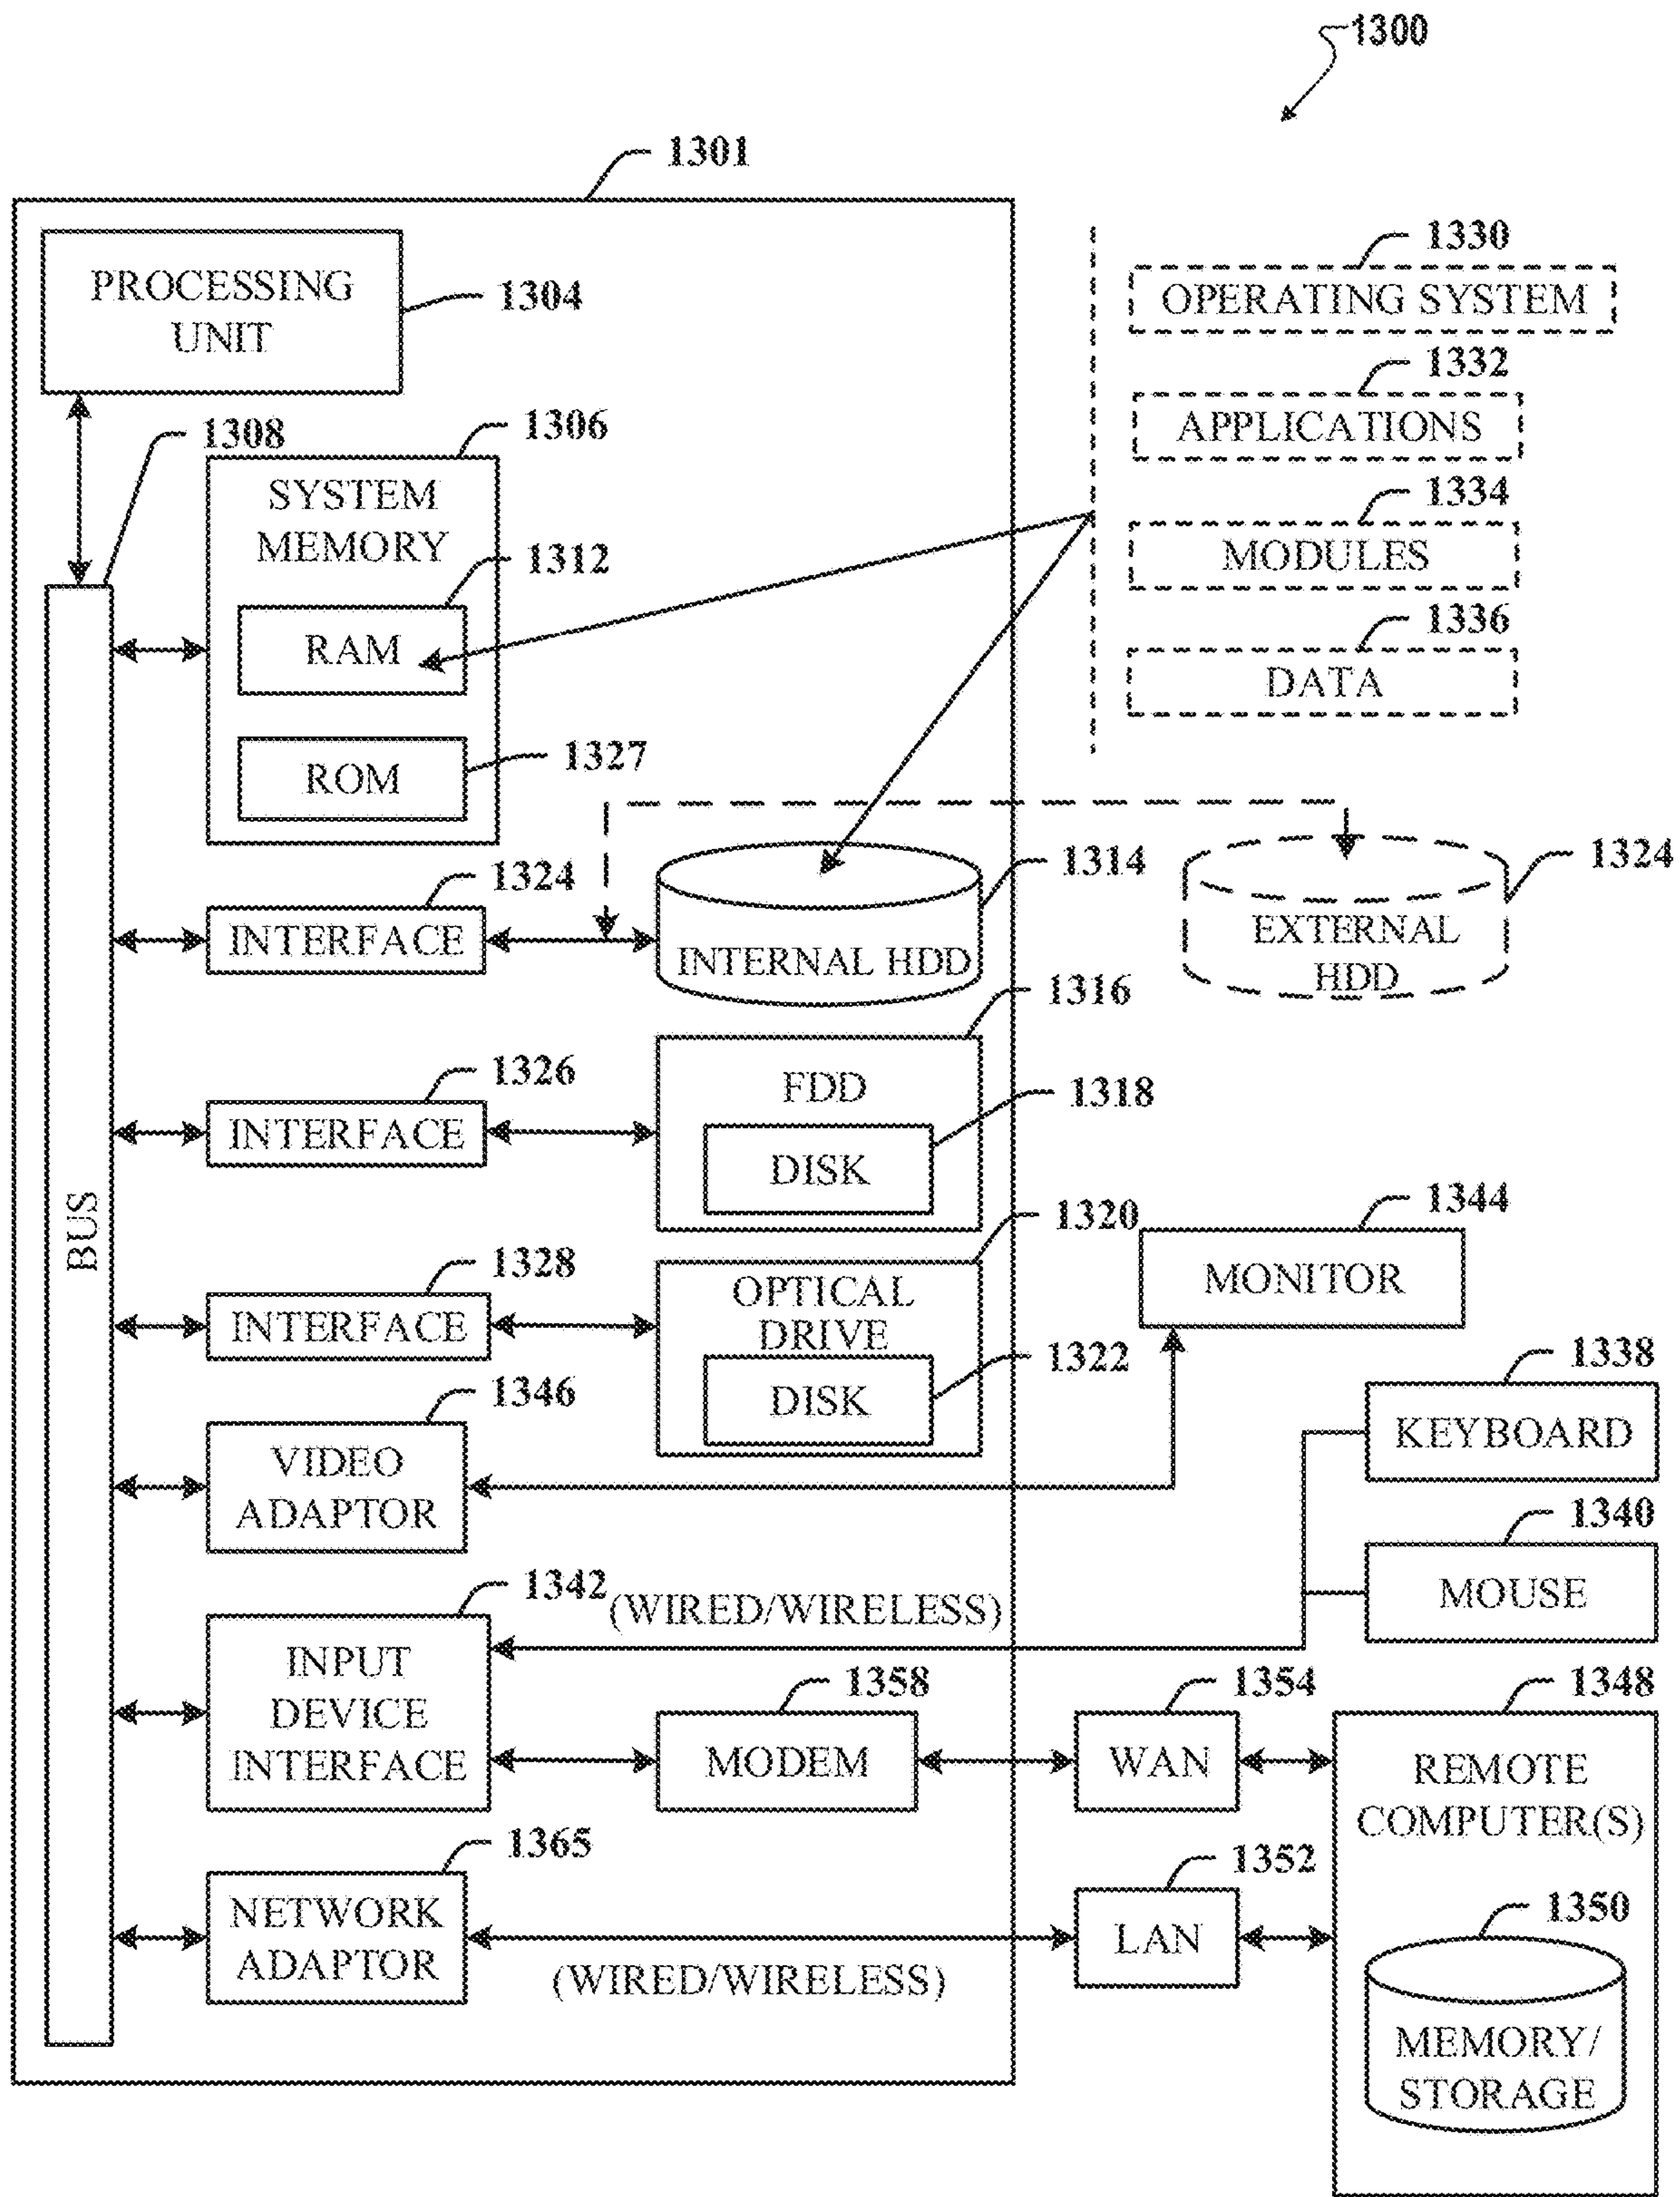 1300
1301
PROCESSING
UNIT
1304
1330
OPERATING SYSTEM
1332
APPLICATIONS
1334
MODULES
1336
DATA
1308
1306
SYSTEM
MEMORY
1312
RAM
ROM
1327
1324
INTERFACE
1314
INTERNAL HDD
1324
EXTERNAL
HDD
1326
INTERFACE
1316
FDD
1318
DISK
BUS
1328
INTERFACE
1320
OPTICAL
DRIVE
1322
DISK
1344
MONITOR
1346
VIDEO
ADAPTOR
1338
KEYBOARD
1340
MOUSE
1342
(WIRED/WIRELESS)
INPUT
DEVICE
INTERFACE
1358
MODEM
1354
WAN
1348
REMOTE
COMPUTER(S)
1365
NETWORK
ADAPTOR
(WIRED/WIRELESS)
1352
LAN
1350
MEMORY/
STORAGE